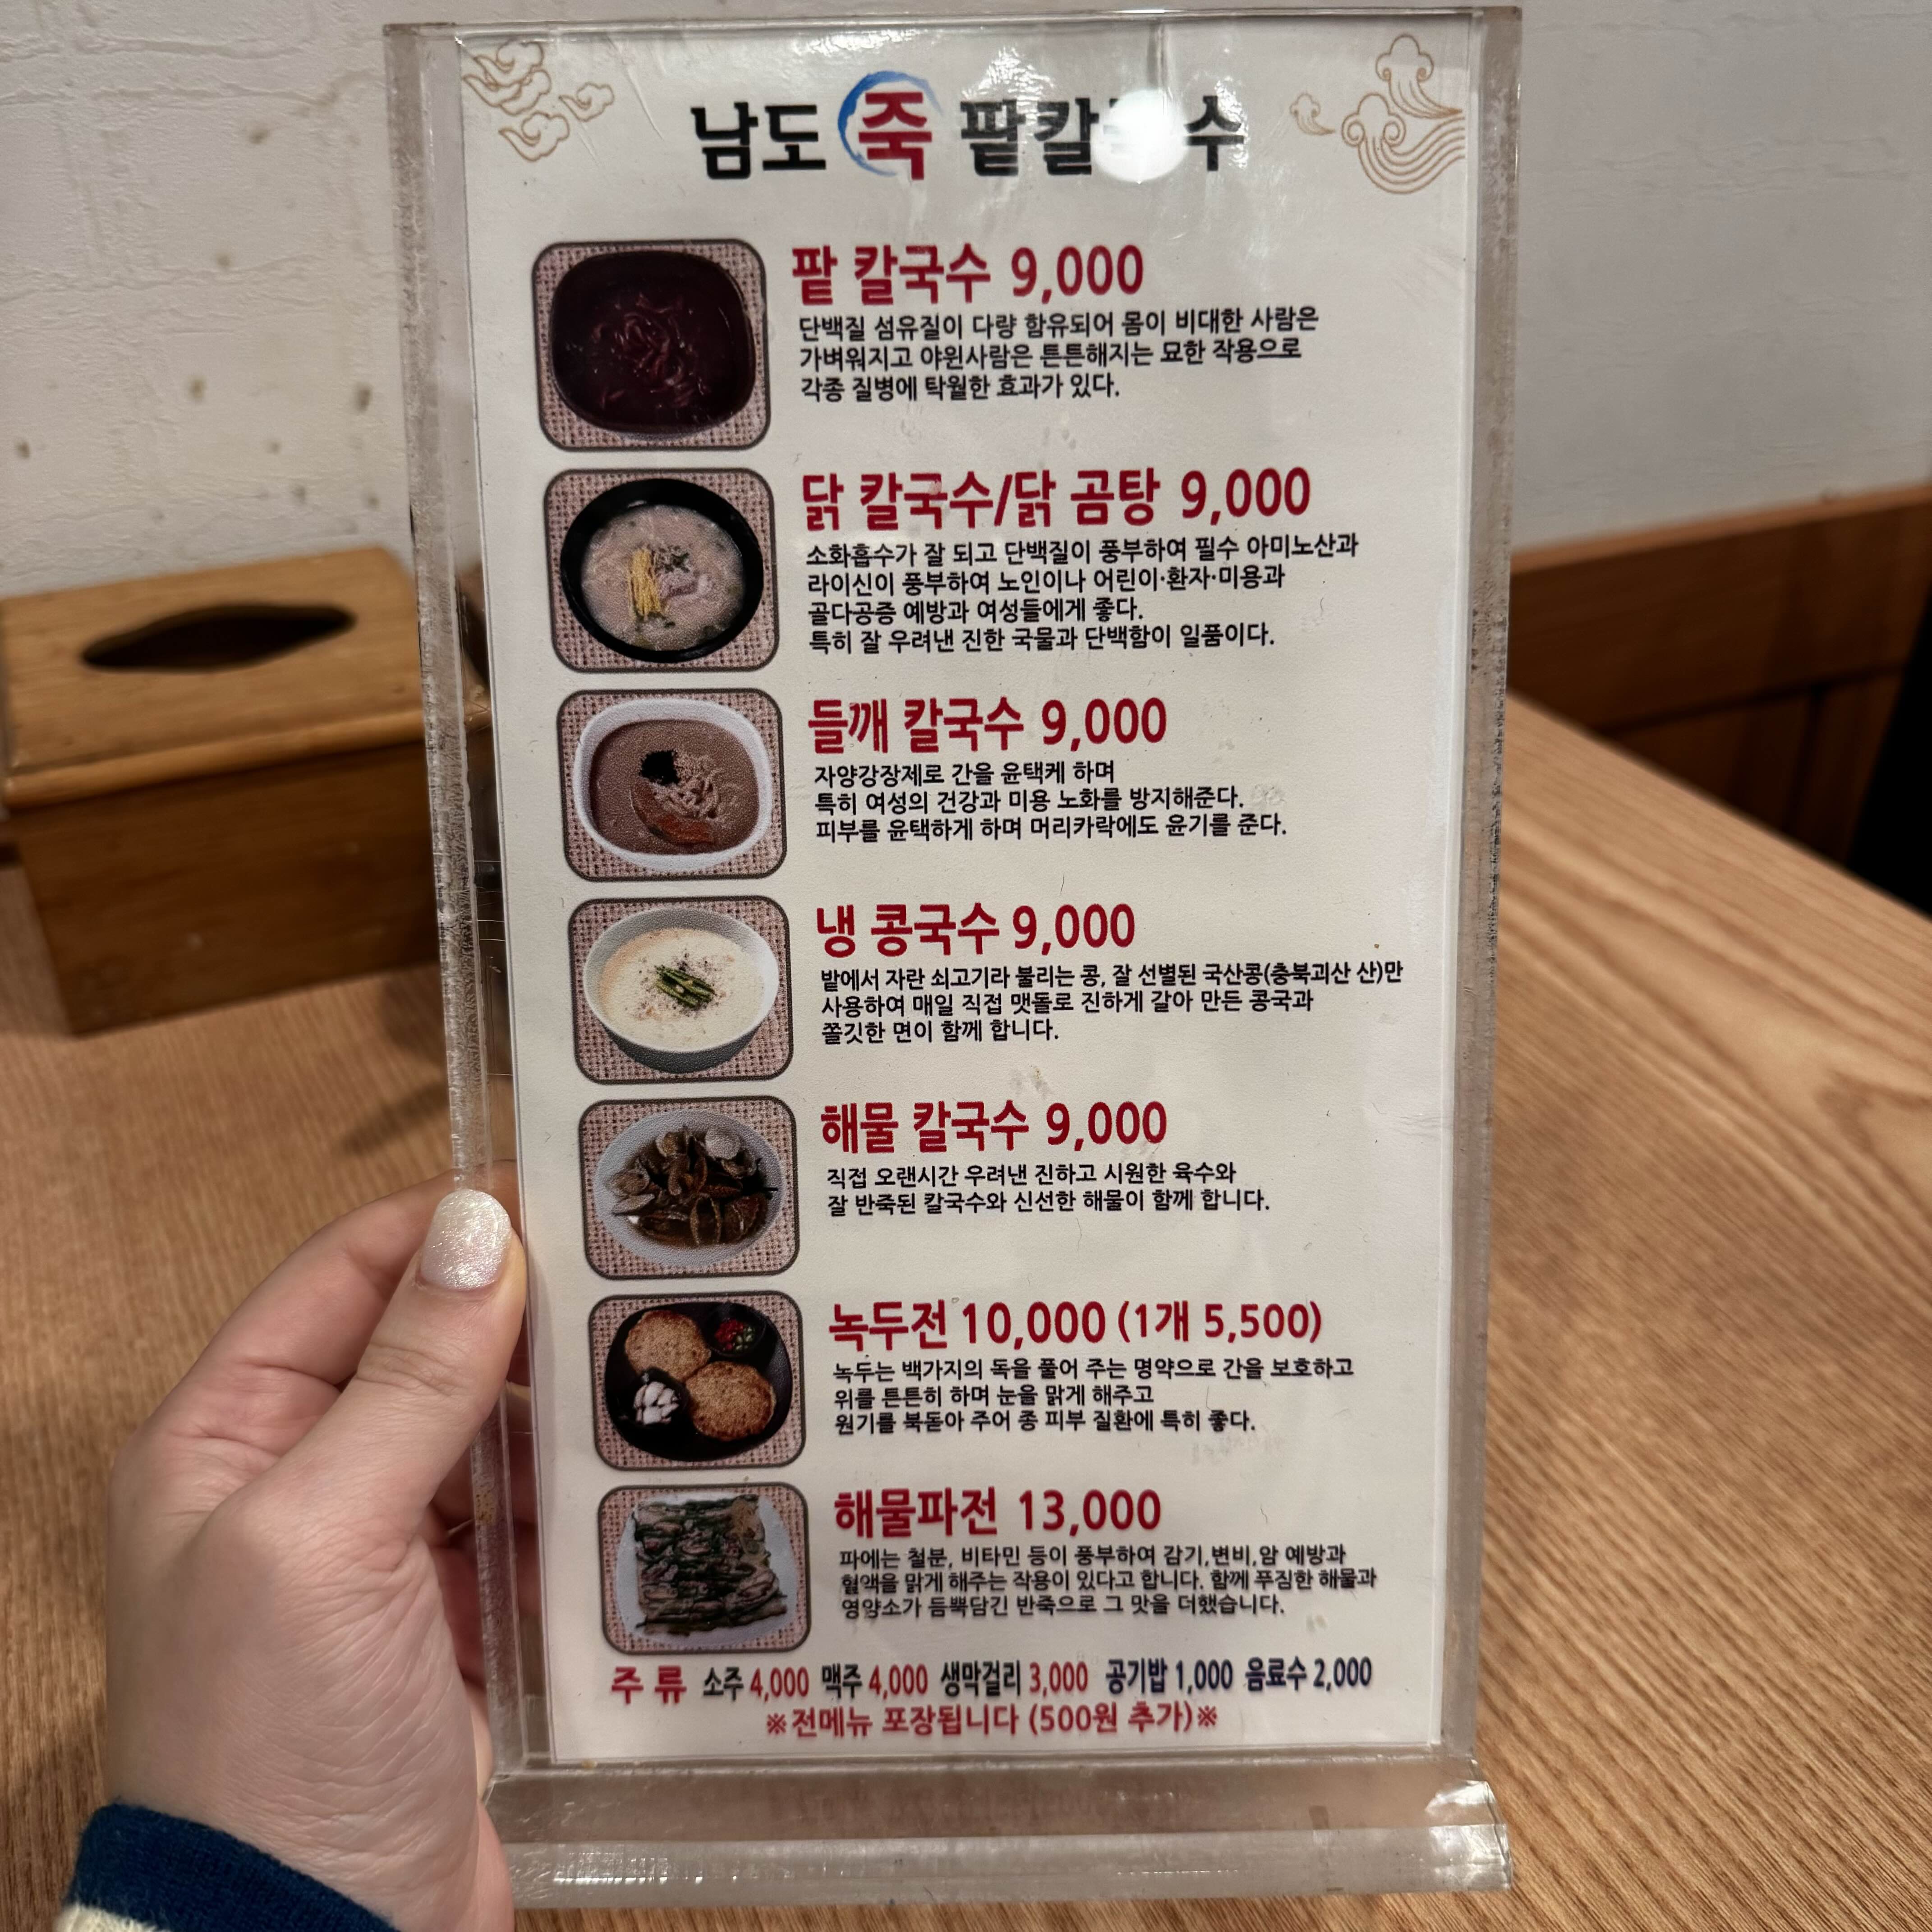 남도 죽 팥칼 수
팥 칼국수 9,000
단백질 섬유질이 다량 함유되어 몸이 비대한 사람은
가벼워지고 야윈사람은 튼튼해지는 묘한 작용으로
각종 질병에 탁월한 효과가 있다.
닭 칼국수/닭 곰탕 9,000
소화흡수가 잘 되고 단백질이 풍부하여 필수 아미노산과
라이신이 풍부하여 노인이나 어린이·환자·미용과
골다공증 예방과 여성들에게 좋다.
특히 잘 우려낸 진한 국물과 단백함이 일품이다.
들깨 칼국수 9,000
자양강장제로 간을 윤택케 하며
특히 여성의 건강과 미용 노화를 방지해준다.
피부를 윤택하게 하며 머리카락에도 윤기를 준다.
냉 콩국수 9,000
밭에서 자란 쇠고기라 불리는 콩, 잘 선별된 국산콩(충북괴산 산)만
사용하여 매일 직접 맷돌로 진하게 갈아 만든 콩국과
쫄깃한 면이 함께 합니다.
해물 칼국수 9,000
직접 오랜시간 우려낸 진하고 시원한 육수와
잘 반죽된 칼국수와 신선한 해물이 함께 합니다.
녹두전 10,000 (1개 5,500)
녹두는 백가지의 독을 풀어 주는 명약으로 간을 보호하고
위를 튼튼히 하며 눈을 맑게 해주고
원기를 북돋아 주어 종 피부 질환에 특히 좋다.
해물파전 13,000
파에는 철분, 비타민 등이 풍부하여 감기,변비,암 예방과
혈액을 맑게 해주는 작용이 있다고 합니다. 함께 푸짐한 해물과
영양소가 듬뿍담긴 반죽으로 그 맛을 더했습니다.
주 류 소주 4,000 맥주 4,000 생막걸리 3,000 공기밥 1,000 음료수 2,000
※전메뉴 포장됩니다 (500원 추가)※